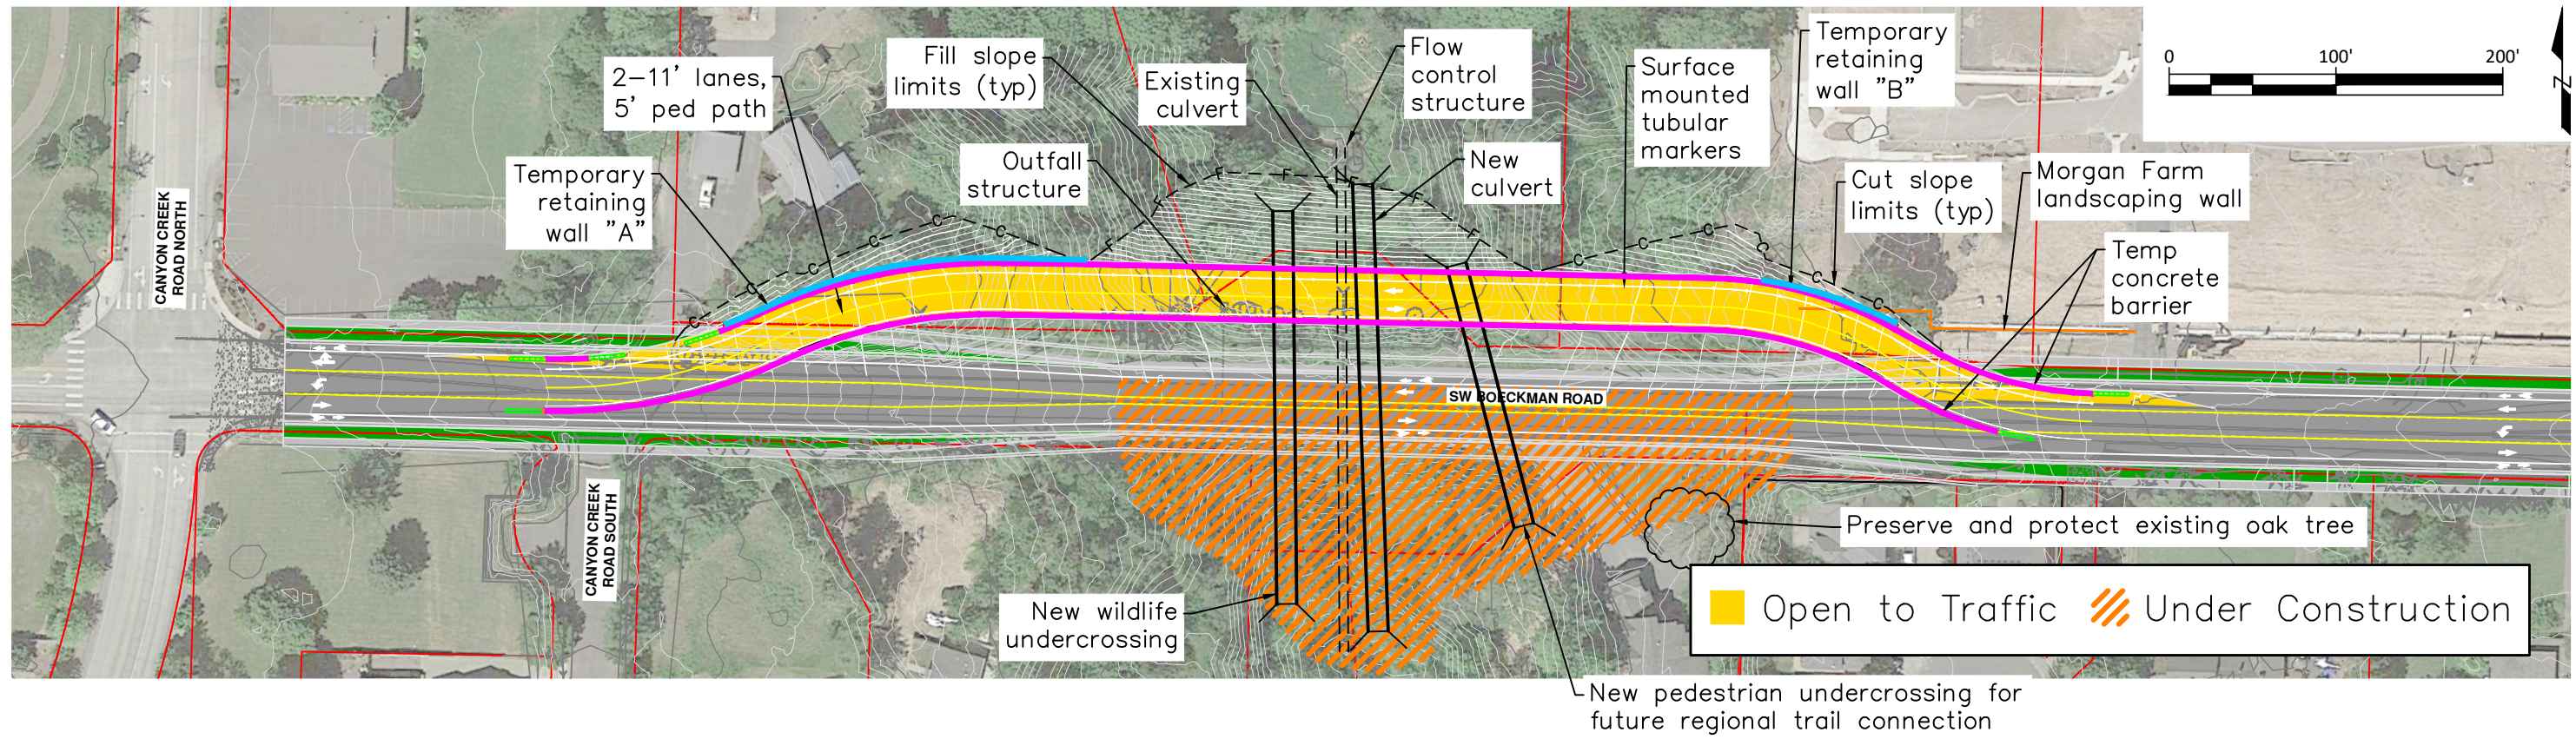 CANYON CREEK
ROAD NORTH
2-11' lanes,
5' ped path
Temporary
retaining
wall "A"
Fill slope
limits (typ)
Outfall
structure
Existing
culvert
Flow
control
structure
New
culvert
Surface
mounted
tubular
markers
Temporary
retaining
wall "B"
Cut slope
limits (typ)
Morgan Farm
landscaping wall
Temp
concrete
barrier
0 100' 200'
Z
C
C
C
C
C
F
F
F
F
F
F
F
C
C
C
C
C
SW BOECKMAN ROAD
CANYON CREEK
ROAD SOUTH
New wildlife
undercrossing
Preserve and protect existing oak tree
Open to Traffic Under Construction
New pedestrian undercrossing for
future regional trail connection